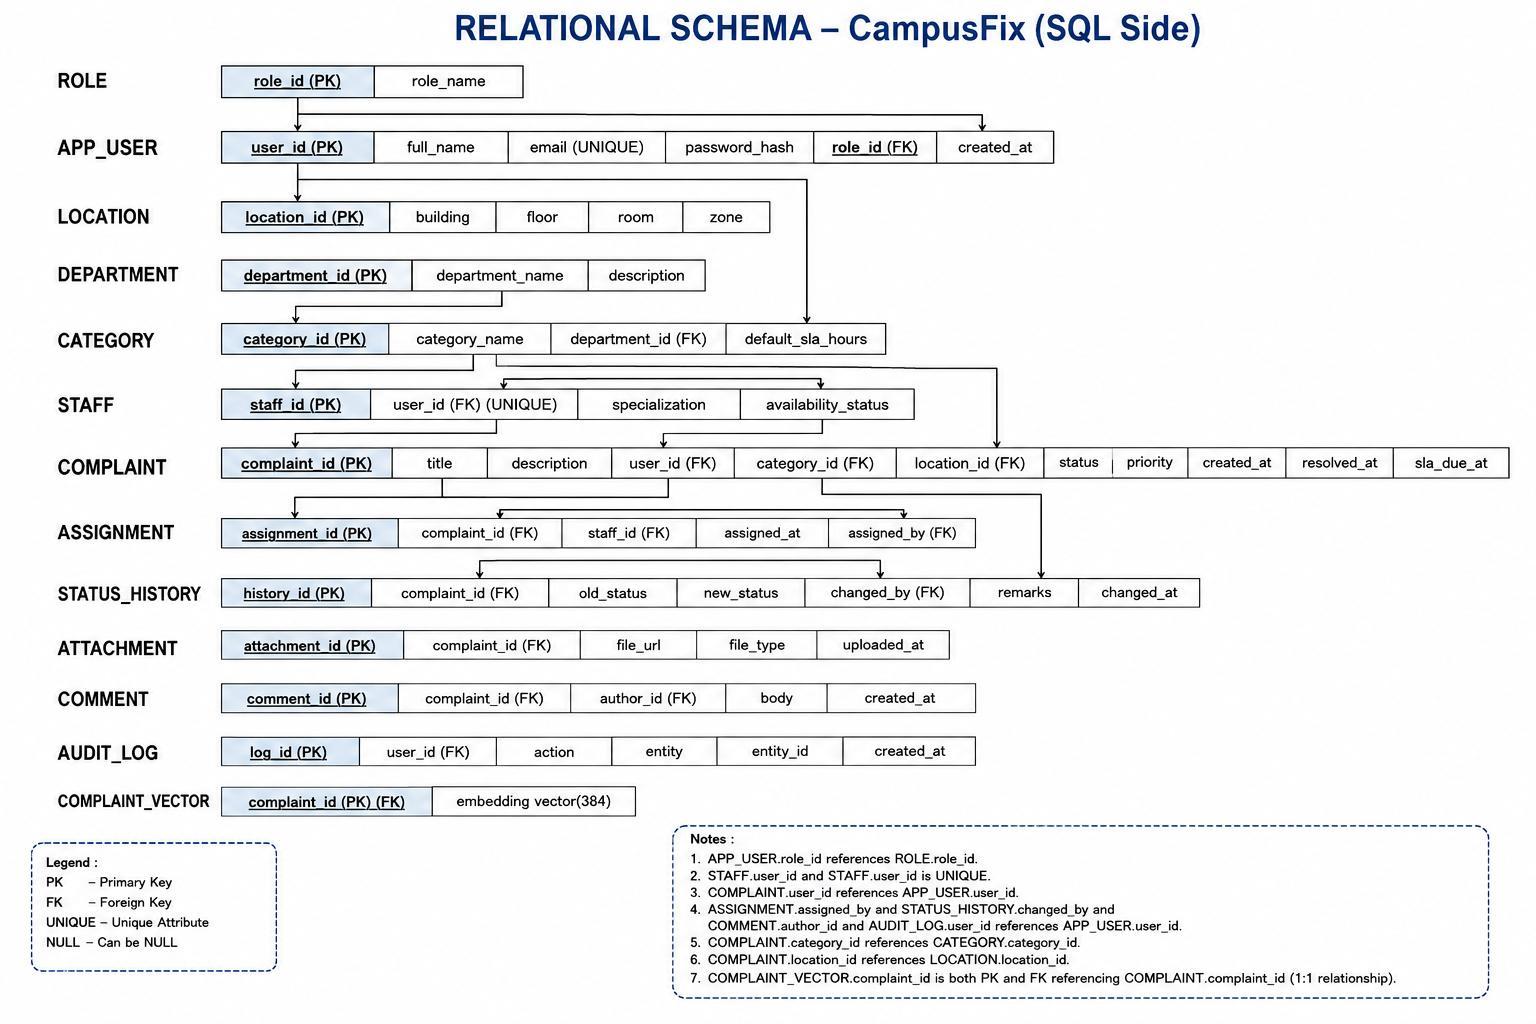 RELATIONAL SCHEMA – CampusFix (SQL Side)
ROLE role_id (PK) role_name
APP_USER user_id (PK) full_name email (UNIQUE) password_hash role_id (FK) created_at
LOCATION location_id (PK) building floor room zone
DEPARTMENT department_id (PK) department_name description
CATEGORY category_id (PK) category_name department_id (FK) default_sla_hours
STAFF staff_id (PK) user_id (FK) (UNIQUE) specialization availability_status
COMPLAINT complaint_id (PK) title description user_id (FK) category_id (FK) location_id (FK) status priority created_at resolved_at sla_due_at
ASSIGNMENT assignment_id (PK) complaint_id (FK) staff_id (FK) assigned_at assigned_by (FK)
STATUS_HISTORY history_id (PK) complaint_id (FK) old_status new_status changed_by (FK) remarks changed_at
ATTACHMENT attachment_id (PK) complaint_id (FK) file_url file_type uploaded_at
COMMENT comment_id (PK) complaint_id (FK) author_id (FK) body created_at
AUDIT_LOG log_id (PK) user_id (FK) action entity entity_id created_at
COMPLAINT_VECTOR complaint_id (PK) (FK) embedding vector(384)
Legend :
PK – Primary Key
FK – Foreign Key
UNIQUE – Unique Attribute
NULL – Can be NULL
Notes :
1. APP_USER.role_id references ROLE.role_id.
2. STAFF.user_id and STAFF.user_id is UNIQUE.
3. COMPLAINT.user_id references APP_USER.user_id.
4. ASSIGNMENT.assigned_by and STATUS_HISTORY.changed_by and
COMMENT.author_id and AUDIT_LOG.user_id references APP_USER.user_id.
5. COMPLAINT.category_id references CATEGORY.category_id.
6. COMPLAINT.location_id references LOCATION.location_id.
7. COMPLAINT_VECTOR.complaint_id is both PK and FK referencing COMPLAINT.complaint_id (1:1 relationship).